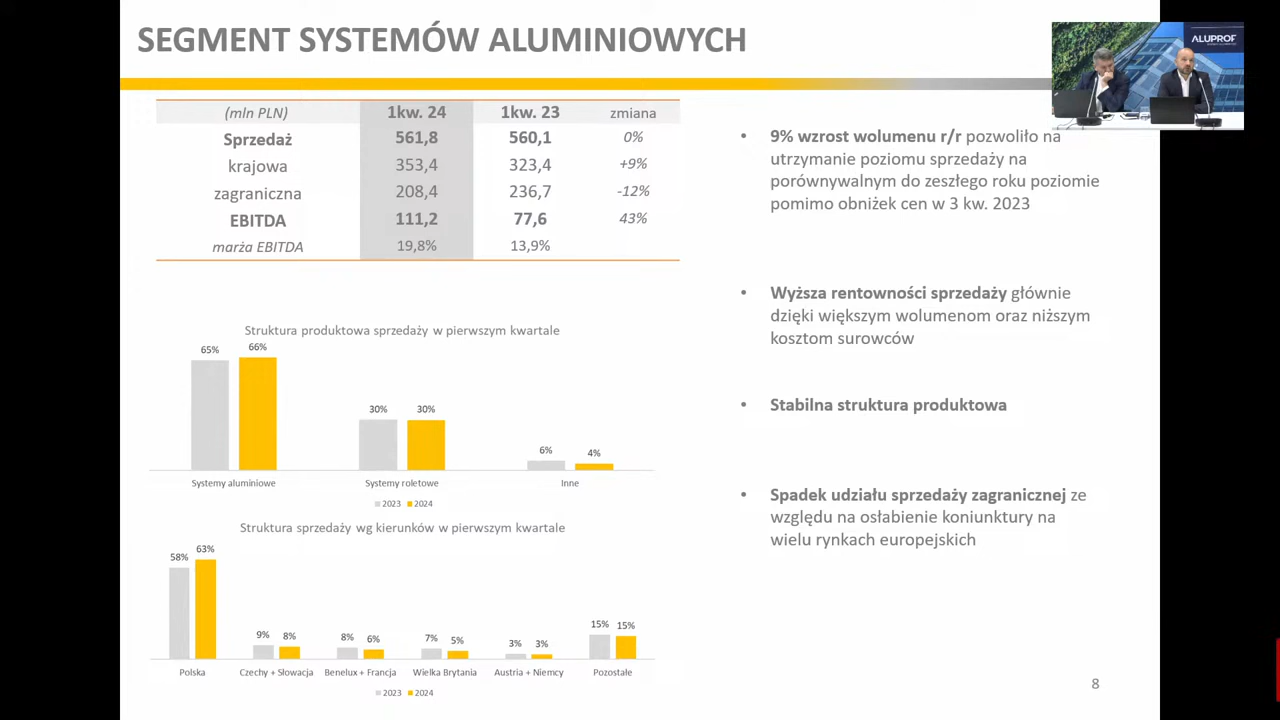 SEGMENT SYSTEMÓW ALUMINIOWYCH
ALUPROF
(mln PLN) 1kw. 24 1kw. 23 zmiana
Sprzedaż 561,8 560,1 0%
krajowa 353,4 323,4 +9%
zagraniczna 208,4 236,7 -12%
EBITDA 111,2 77,6 43%
marża EBITDA 19,8% 13,9%
• 9% wzrost wolumenu r/r pozwoliło na
utrzymanie poziomu sprzedaży na
porównywalnym do zeszłego roku poziomie
pomimo obniżek cen w 3 kw. 2023
• Wyższa rentowności sprzedaży głównie
dzięki większym wolumenom oraz niższym
kosztom surowców
• Stabilna struktura produktowa
• Spadek udziału sprzedaży zagranicznej ze
względu na osłabienie koniunktury na
wielu rynkach europejskich
Struktura produktowa sprzedaży w pierwszym kwartale
65% 66% 30% 30% 6% 4%
Systemy aluminiowe Systemy roletowe Inne
2023 2024
Struktura sprzedaży wg kierunków w pierwszym kwartale
58% 63% 9% 8% 8% 6% 7% 5% 3% 3% 15% 15%
Polska Czechy + Słowacja Benelux + Francja Wielka Brytania Austria + Niemcy Pozostałe
2023 2024
8